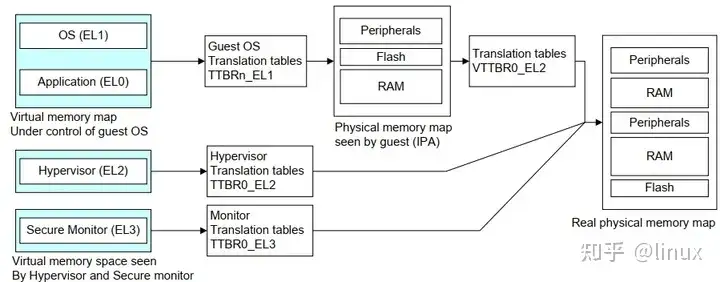 OS (EL1)
Application (EL0)
Virtual memory map
Under control of guest OS
Guest OS
Translation tables
TTBRn_EL1
Peripherals
Flash
RAM
Physical memory map
seen by guest (IPA)
Translation tables
VTTBR0_EL2
Peripherals
RAM
Peripherals
RAM
Flash
Real physical memory map
Hypervisor (EL2)
Hypervisor
Translation tables
TTBR0_EL2
Secure Monitor (EL3)
Monitor
Translation tables
TTBR0_EL3
Virtual memory space seen
By Hypervisor and Secure monitor
知乎 @linux